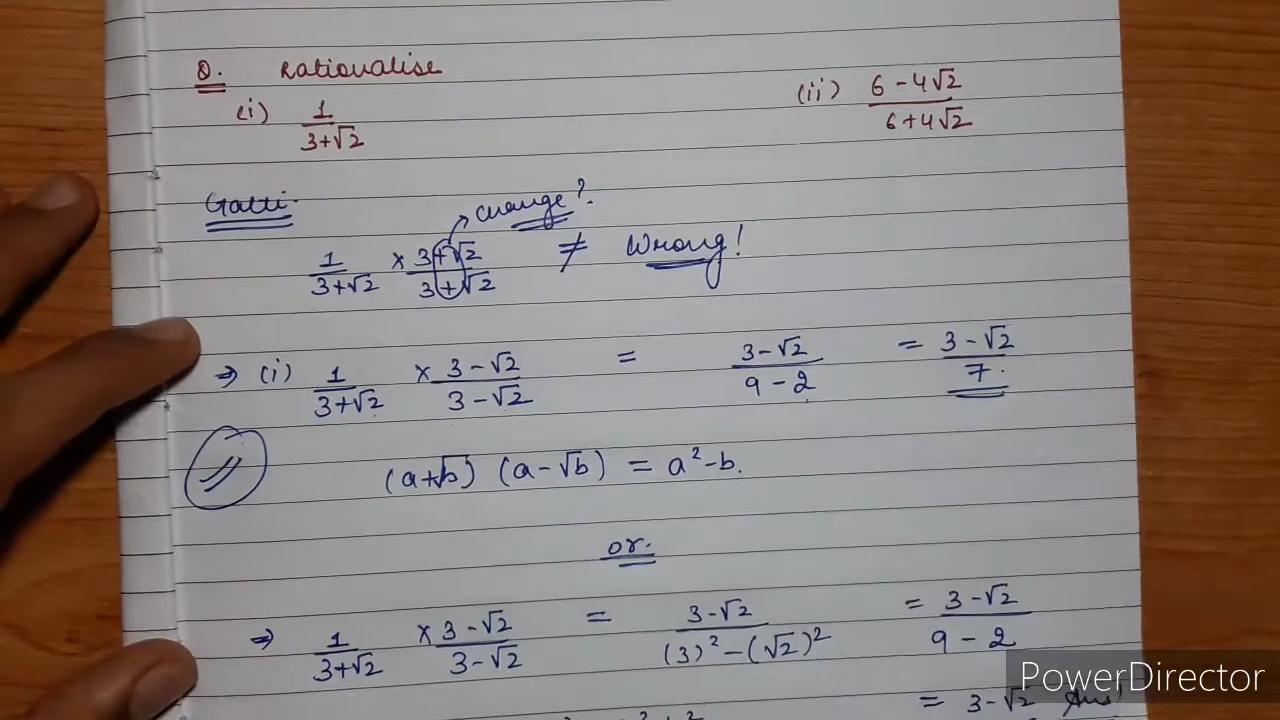 Q. Rationalise
(i) 1/(3+√2) (ii) (6-4√2)/(6+4√2)
Galti. → change?
1/(3+√2) × (3+√2)/(3+√2) ≠ Wrong!
⇒ (i) 1/(3+√2) × (3-√2)/(3-√2) = (3-√2)/(9-2) = (3-√2)/7.
(a+√b) (a-√b) = a²-b.
or.
⇒ 1/(3+√2) × (3-√2)/(3-√2) = (3-√2)/((3)²-(√2)²) = (3-√2)/(9-2)
= 3-√2 Ans!
PowerDirector